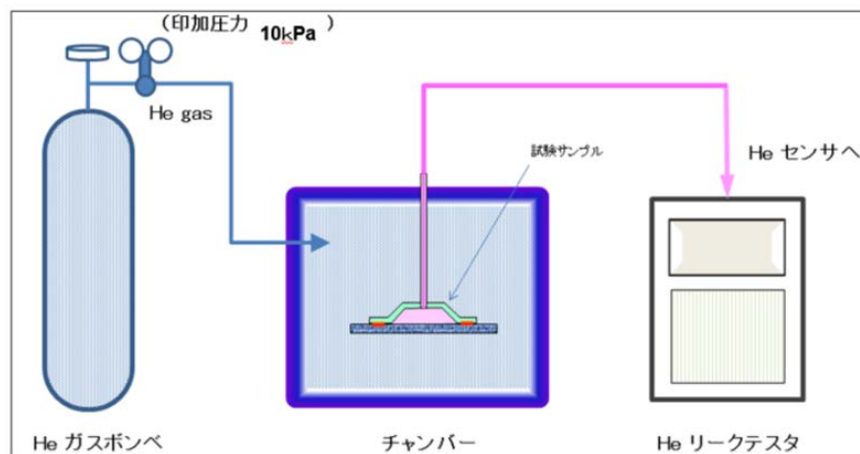 （印加圧力 10kPa ）
He gas
試験サンプル
He センサへ
He ガスボンベ
チャンバー
He リークテスタ